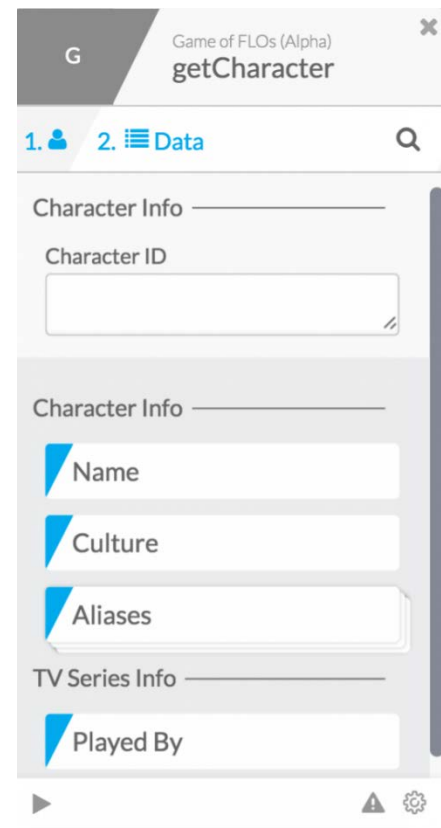 G
Game of FLOs (Alpha)
getCharacter
1.
2. Data
Character Info
Character ID
Character Info
Name
Culture
Aliases
TV Series Info
Played By